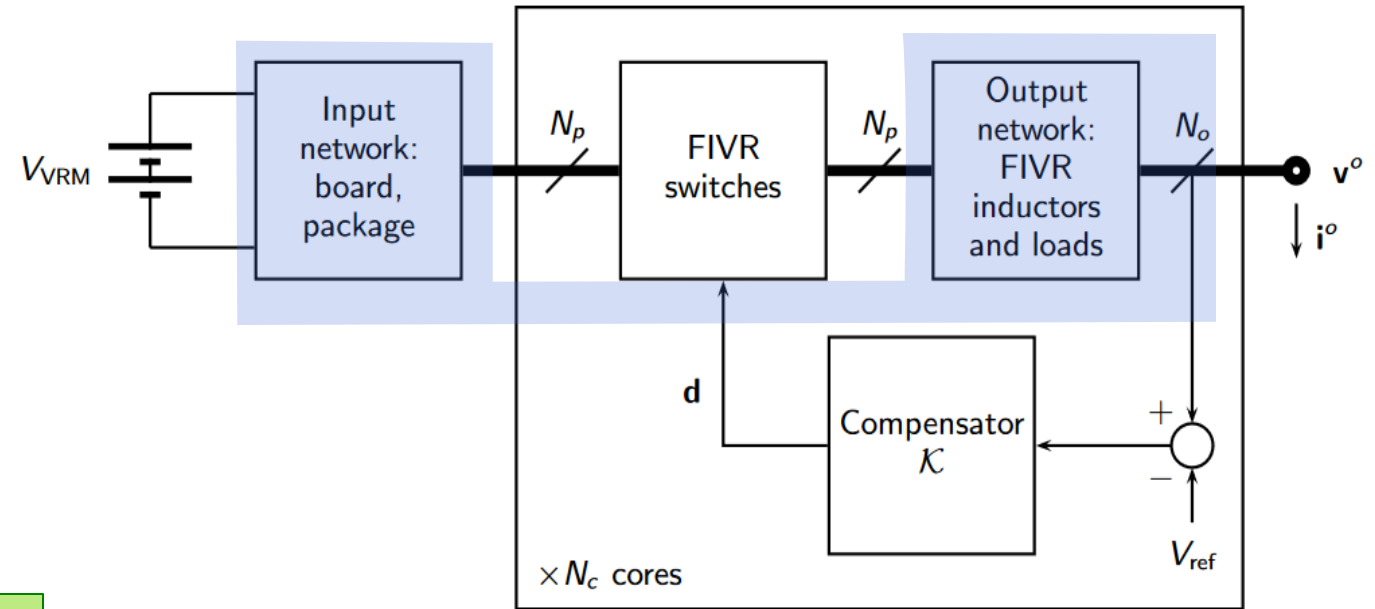 V_VRM
Input
network:
board,
package
N_p
FIVR
switches
N_p
Output
network:
FIVR
inductors
and loads
N_o
v^o
i^o
d
Compensator
𝒦
+
−
V_ref
×N_c cores